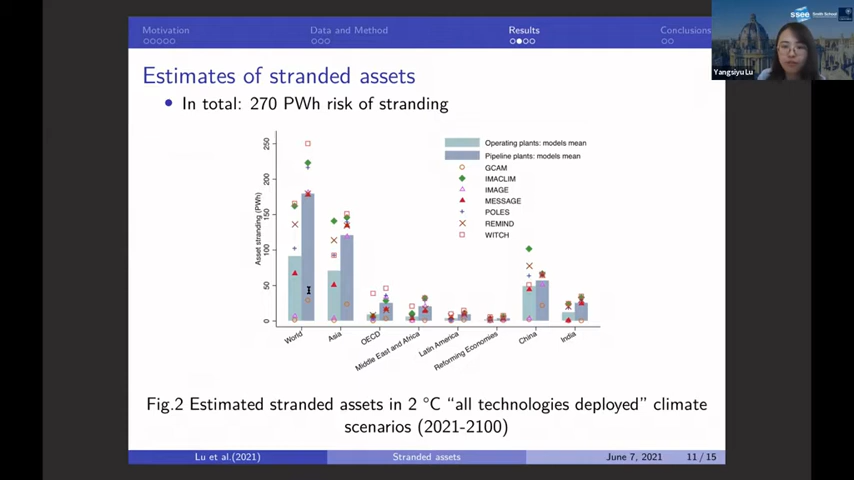 Motivation
Data and Method
Results
Conclusions
ssee Smith School
Yangsiyu Lu
Estimates of stranded assets
• In total: 270 PWh risk of stranding
Asset stranding (PWh)
250
200
150
100
50
0
Operating plants: models mean
Pipeline plants: models mean
GCAM
IMACLIM
IMAGE
MESSAGE
POLES
REMIND
WITCH
World
Asia
OECD
Middle East and Africa
Latin America
Reforming Economies
China
India
Fig.2 Estimated stranded assets in 2 °C “all technologies deployed” climate
scenarios (2021-2100)
Lu et al.(2021)
Stranded assets
June 7, 2021
11 / 15